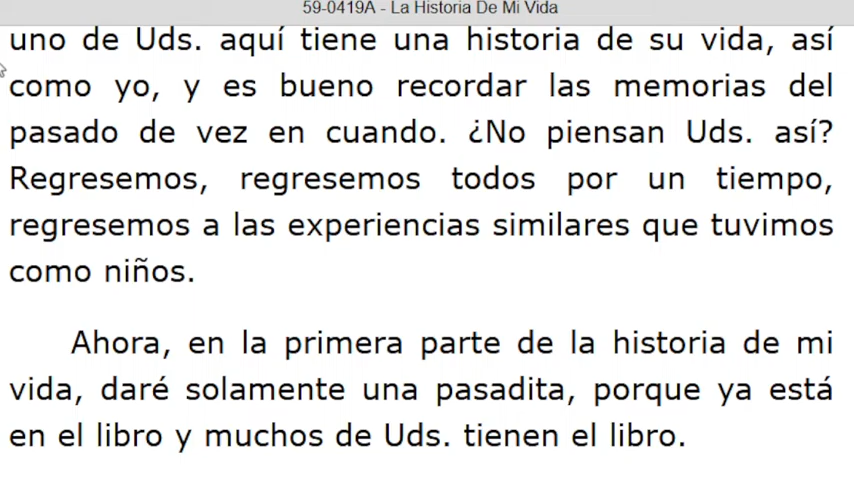 59-0419A - La Historia De Mi Vida
uno de Uds. aquí tiene una historia de su vida, así
como yo, y es bueno recordar las memorias del
pasado de vez en cuando. ¿No piensan Uds. así?
Regresemos, regresemos todos por un tiempo,
regresemos a las experiencias similares que tuvimos
como niños.
Ahora, en la primera parte de la historia de mi
vida, daré solamente una pasadita, porque ya está
en el libro y muchos de Uds. tienen el libro.